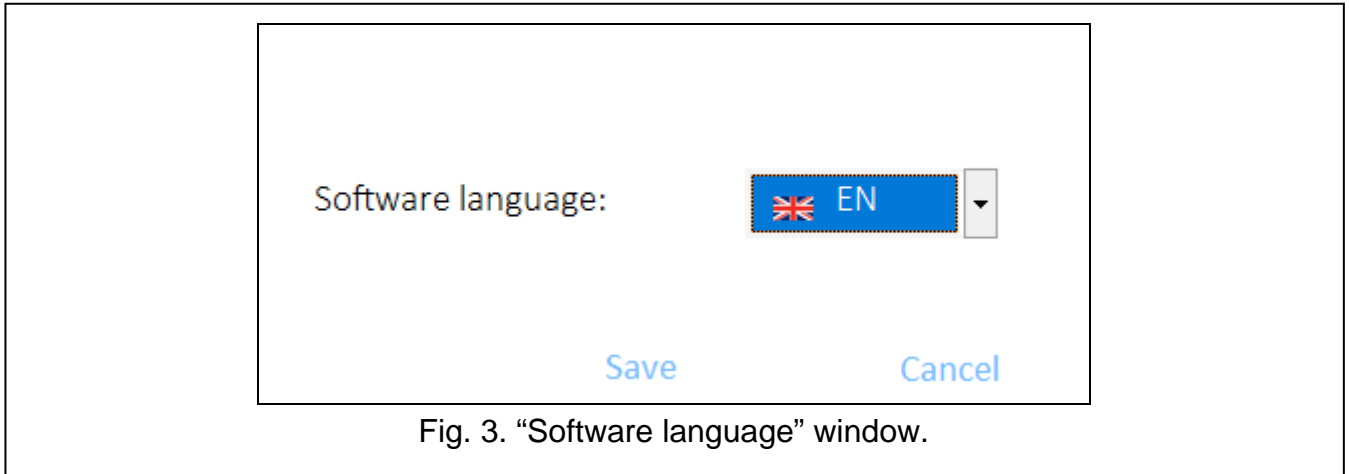 Software language:
EN
Save
Cancel
Fig. 3. “Software language” window.